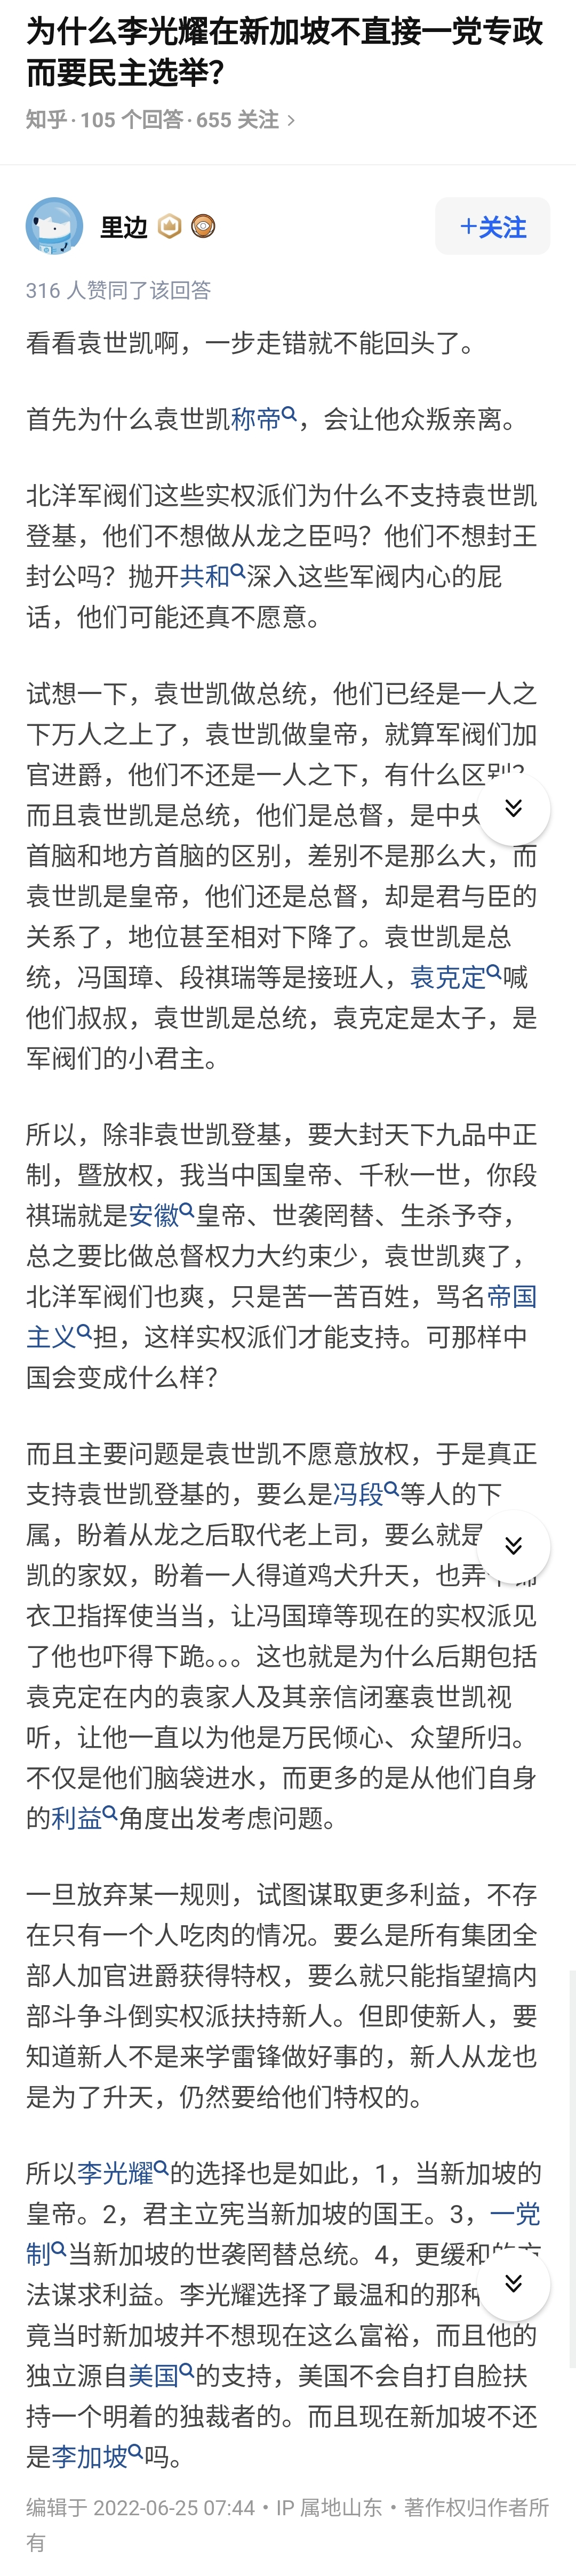 为什么李光耀在新加坡不直接一党专政
而要民主选举？
知乎·105 个回答·655 关注 >
里边
+关注
316 人赞同了该回答
看看袁世凯啊，一步走错就不能回头了。
首先为什么袁世凯称帝，会让他众叛亲离。
北洋军阀们这些实权派们为什么不支持袁世凯
登基，他们不想做从龙之臣吗？他们不想封王
封公吗？抛开共和深入这些军阀内心的屁
话，他们可能还真不愿意。
试想一下，袁世凯做总统，他们已经是一人之
下万人之上了，袁世凯做皇帝，就算军阀们加
官进爵，他们不还是一人之下，有什么区别？
而且袁世凯是总统，他们是总督，是中央
首脑和地方首脑的区别，差别不是那么大，而
袁世凯是皇帝，他们还是总督，却是君与臣的
关系了，地位甚至相对下降了。袁世凯是总
统，冯国璋、段祺瑞等是接班人，袁克定喊
他们叔叔，袁世凯是总统，袁克定是太子，是
军阀们的小君主。
所以，除非袁世凯登基，要大封天下九品中正
制，暨放权，我当中国皇帝、千秋一世，你段
祺瑞就是安徽皇帝、世袭罔替、生杀予夺，
总之要比做总督权力大约束少，袁世凯爽了，
北洋军阀们也爽，只是苦一苦百姓，骂名帝国
主义担，这样实权派们才能支持。可那样中
国会变成什么样？
而且主要问题是袁世凯不愿意放权，于是真正
支持袁世凯登基的，要么是冯段等人的下
属，盼着从龙之后取代老上司，要么就是
凯的家奴，盼着一人得道鸡犬升天，也弄
衣卫指挥使当当，让冯国璋等现在的实权派见
了他也吓得下跪。。。这也就是为什么后期包括
袁克定在内的袁家人及其亲信闭塞袁世凯视
听，让他一直以为他是万民倾心、众望所归。
不仅是他们脑袋进水，而更多的是从他们自身
的利益角度出发考虑问题。
一旦放弃某一规则，试图谋取更多利益，不存
在只有一个人吃肉的情况。要么是所有集团全
部人加官进爵获得特权，要么就只能指望搞内
部斗争斗倒实权派扶持新人。但即使新人，要
知道新人不是来学雷锋做好事的，新人从龙也
是为了升天，仍然要给他们特权的。
所以李光耀的选择也是如此，1，当新加坡的
皇帝。2，君主立宪当新加坡的国王。3，一党
制当新加坡的世袭罔替总统。4，更缓和的方
法谋求利益。李光耀选择了最温和的那种
竟当时新加坡并不想现在这么富裕，而且他的
独立源自美国的支持，美国不会自打自脸扶
持一个明着的独裁者的。而且现在新加坡不还
是李加坡吗。
编辑于 2022-06-25 07:44・IP 属地山东・著作权归作者所
有